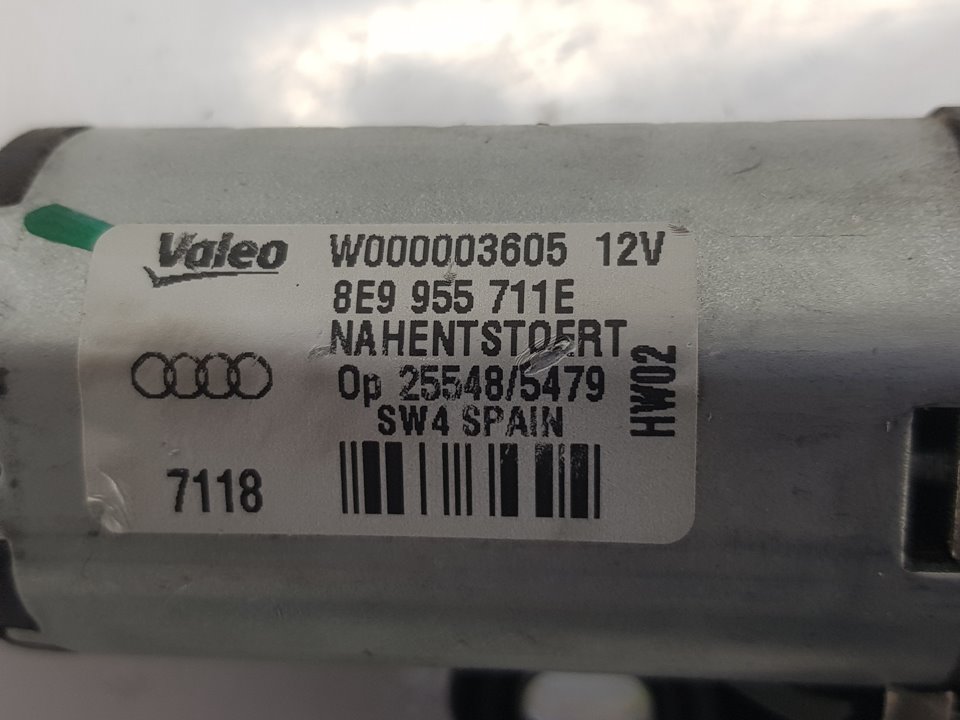 Valeo W000003605 12V
8E9 955 711E
NAHENTSTOERT
Op 25548/5479
SW4 SPAIN
HW02
7118